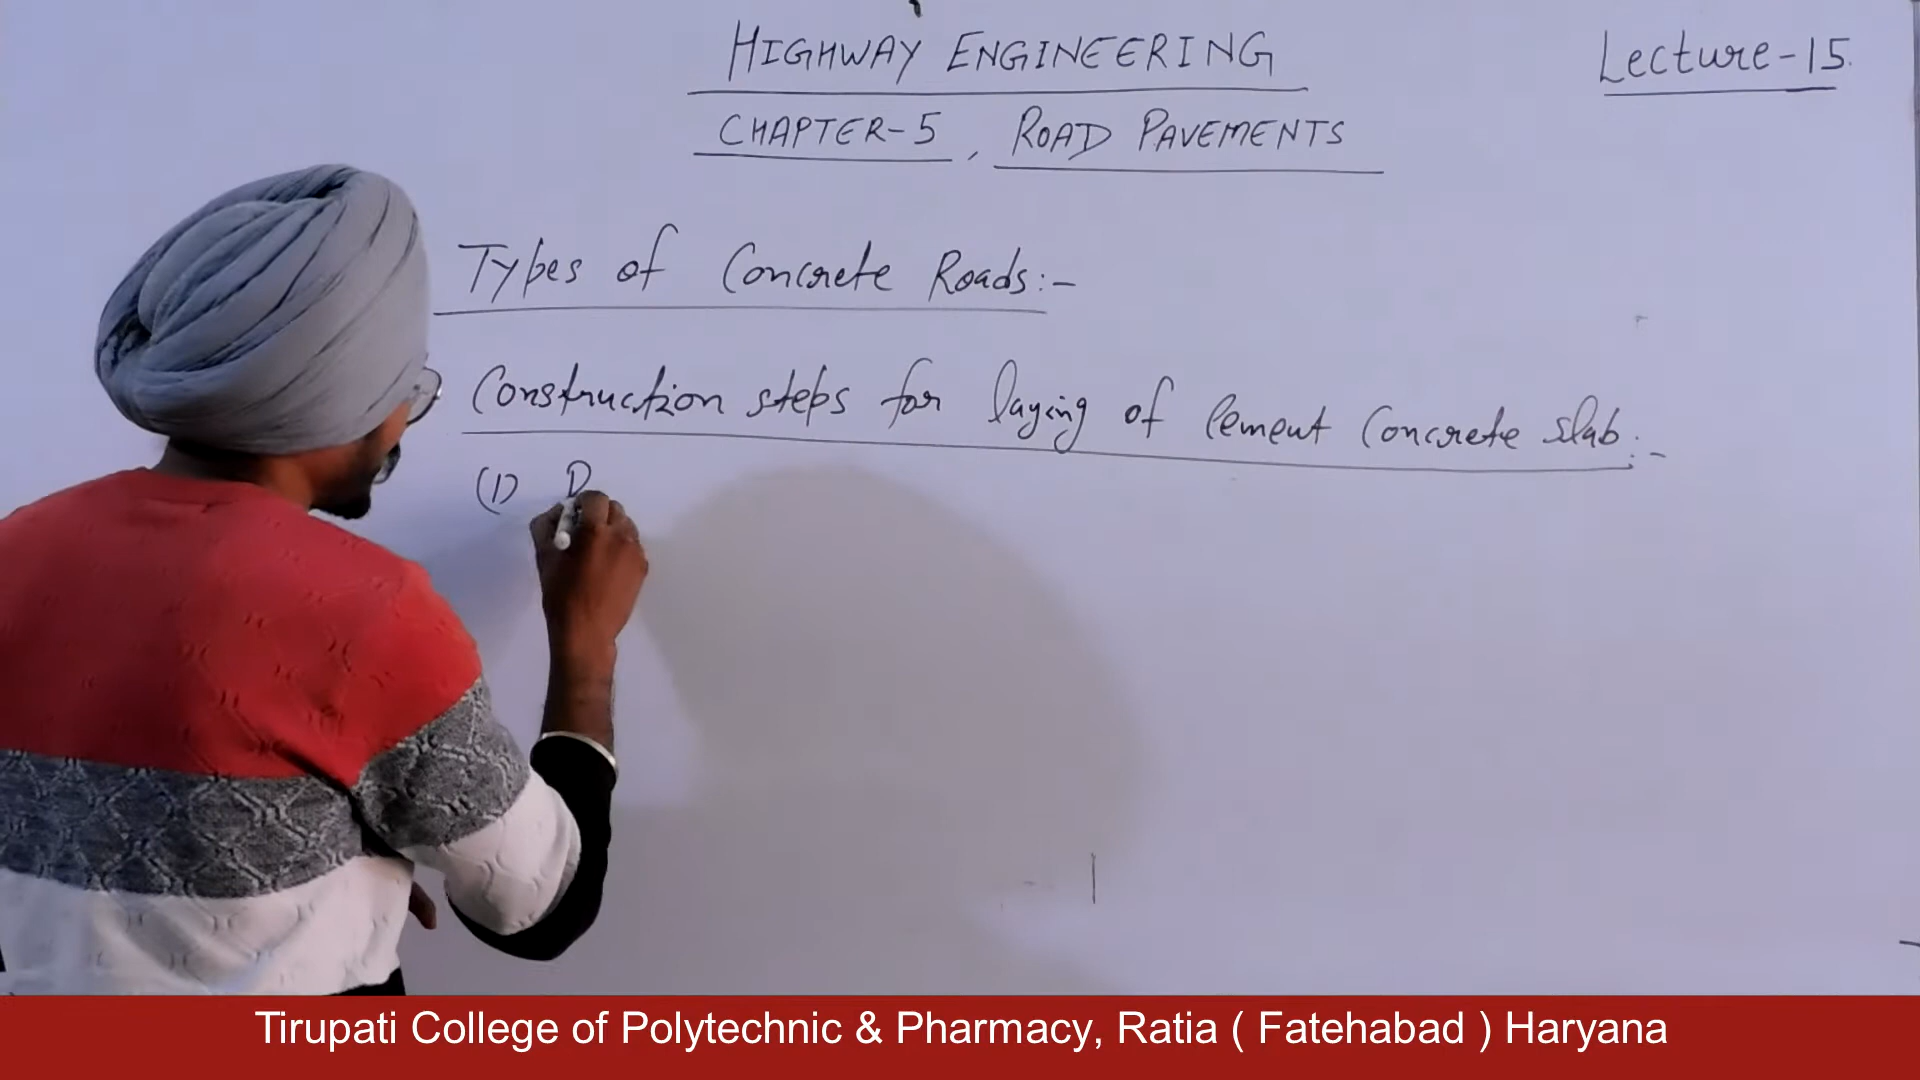 HIGHWAY ENGINEERING
Lecture-15.
CHAPTER-5, ROAD PAVEMENTS
Types of Concrete Roads:-
Construction steps for laying of Cement Concrete slab:-
(1) P
Tirupati College of Polytechnic & Pharmacy, Ratia ( Fatehabad ) Haryana